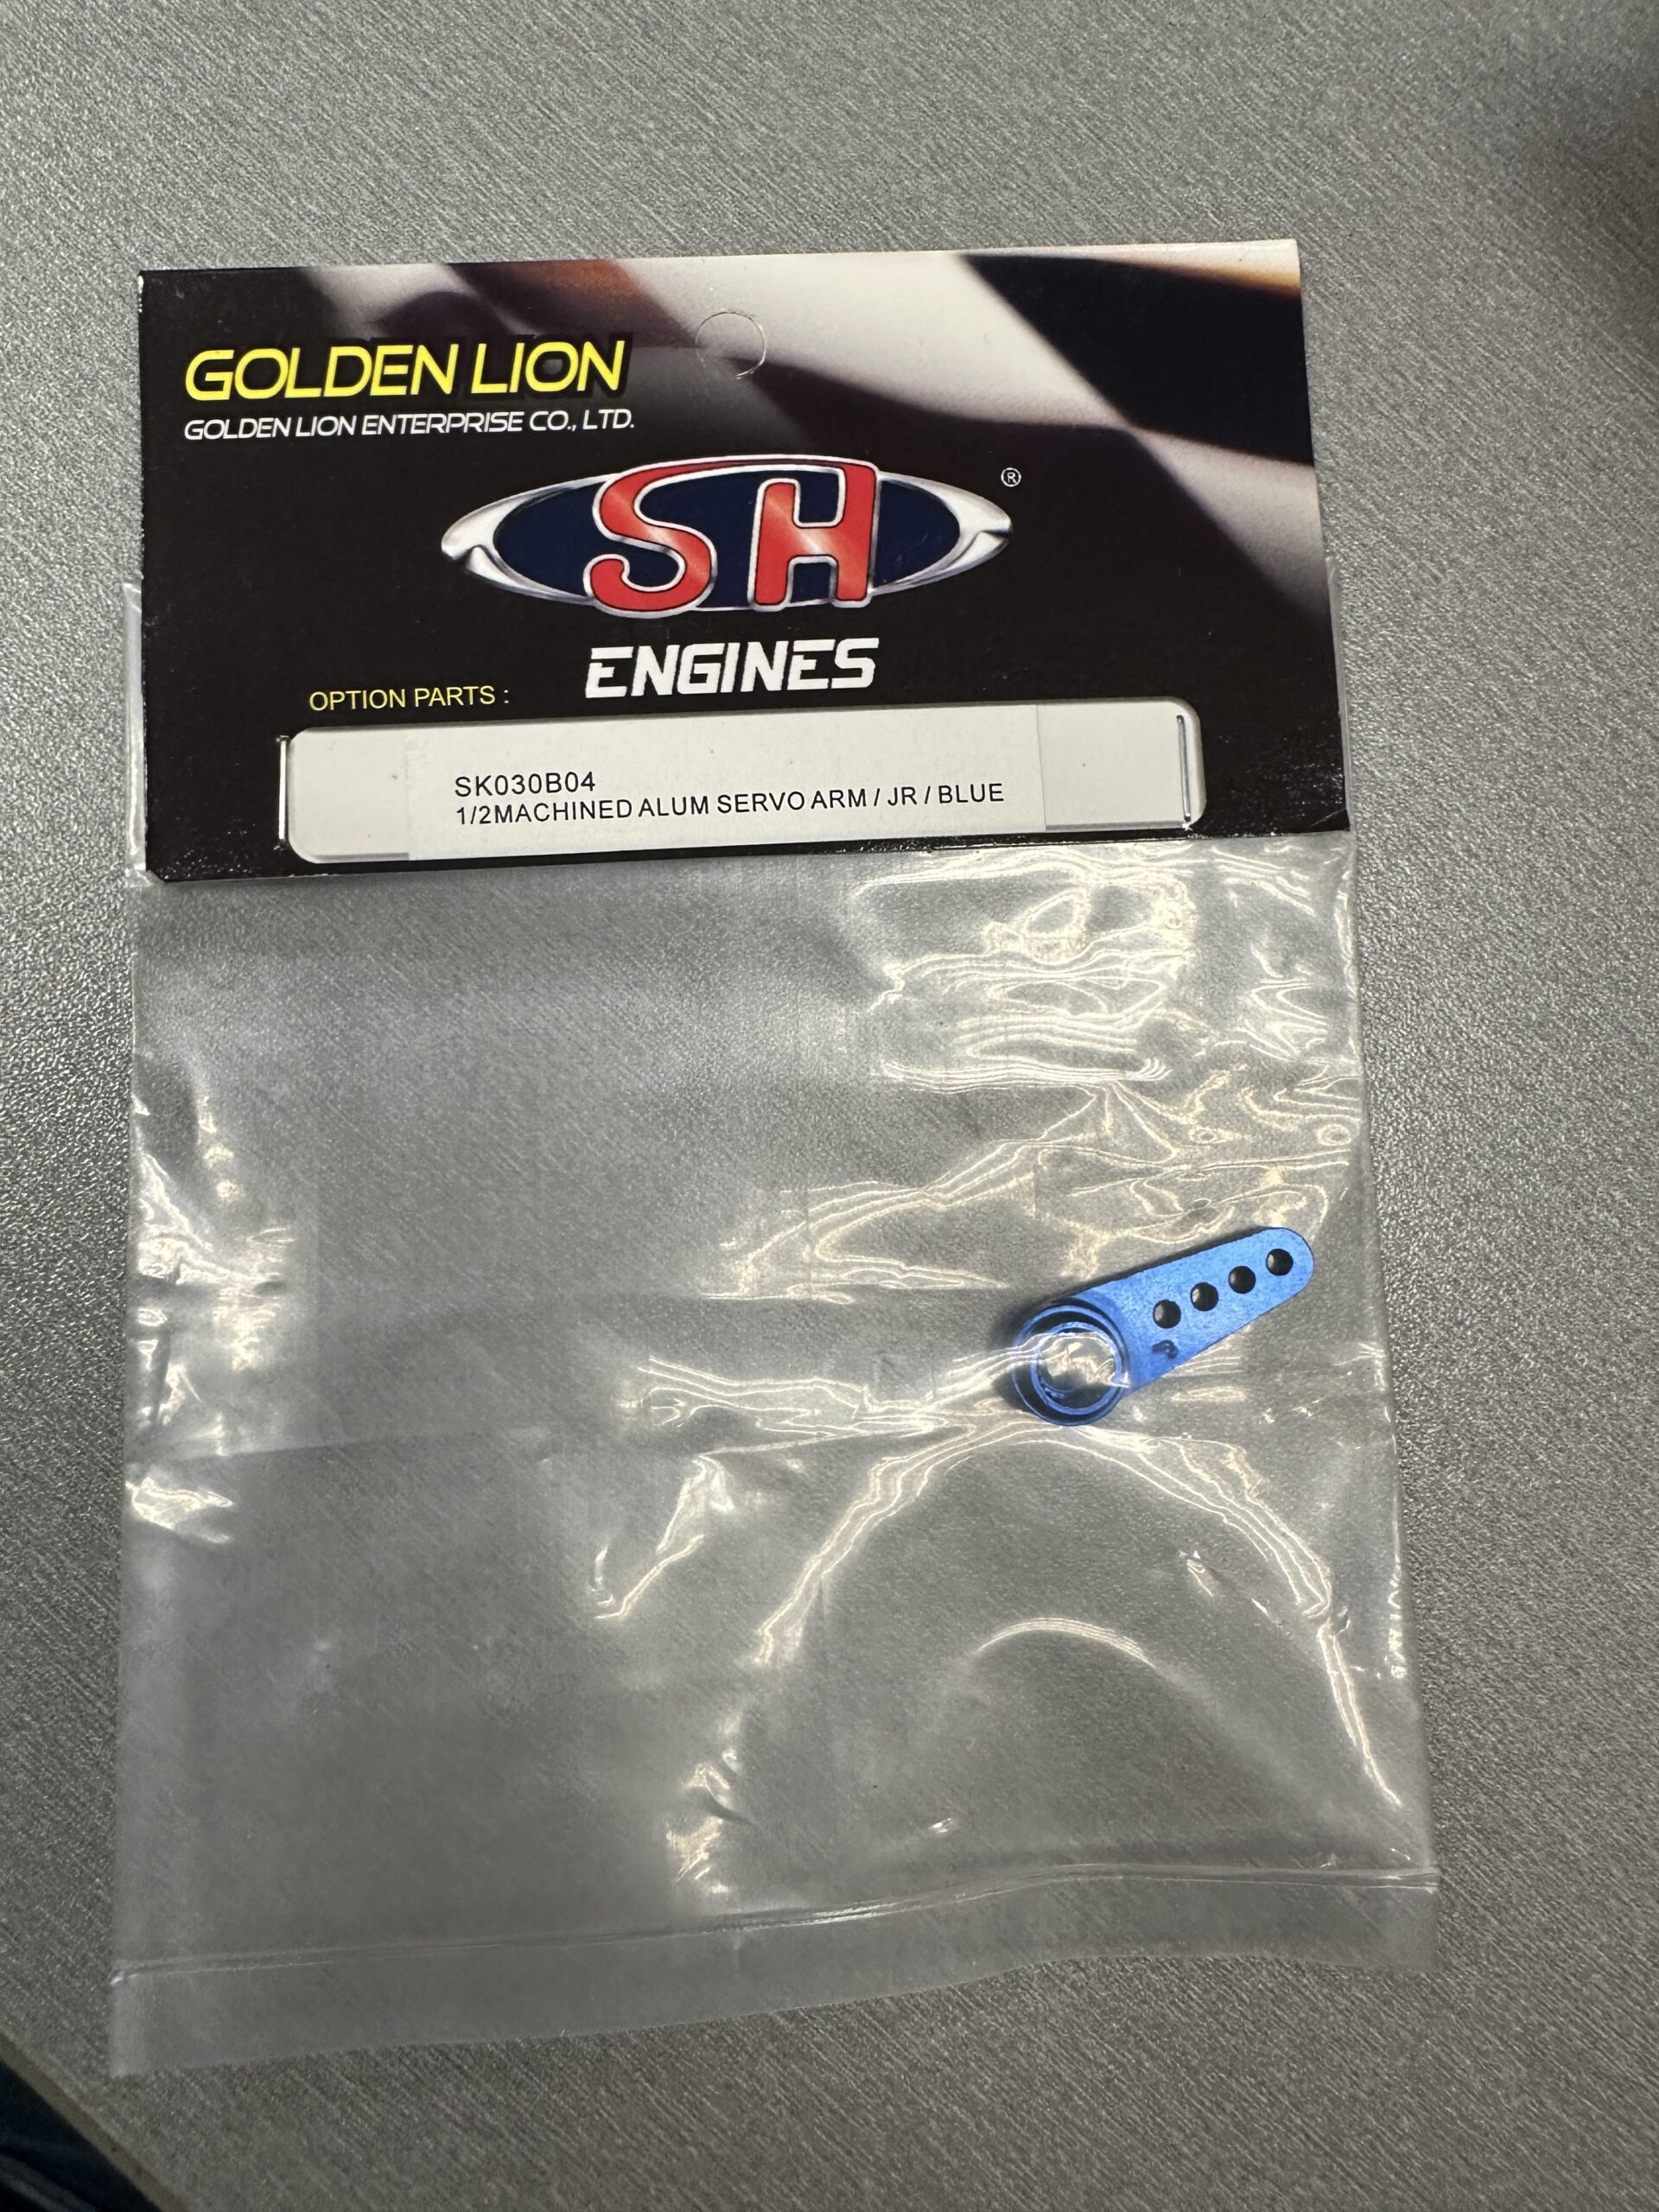 GOLDEN LION
GOLDEN LION ENTERPRISE CO., LTD.
SH ®
ENGINES
OPTION PARTS :
SK030B04
1/2MACHINED ALUM SERVO ARM / JR / BLUE